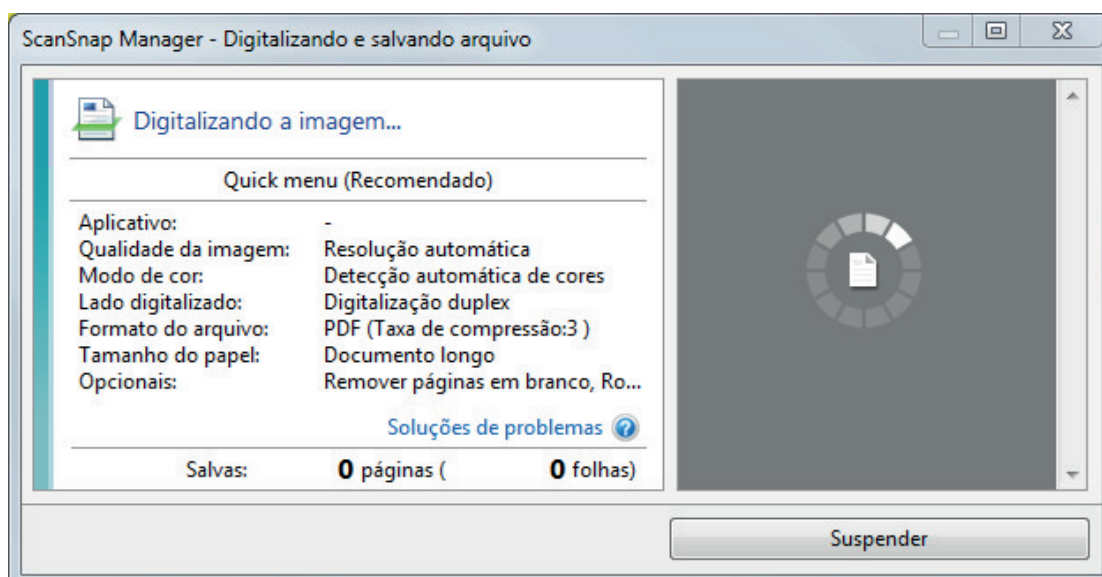 ScanSnap Manager - Digitalizando e salvando arquivo
Digitalizando a imagem...
Quick menu (Recomendado)
Aplicativo: -
Qualidade da imagem: Resolução automática
Modo de cor: Detecção automática de cores
Lado digitalizado: Digitalização duplex
Formato do arquivo: PDF (Taxa de compressão:3 )
Tamanho do papel: Documento longo
Opcionais: Remover páginas em branco, Ro...
Soluções de problemas ?
Salvas: 0 páginas ( 0 folhas)
Suspender